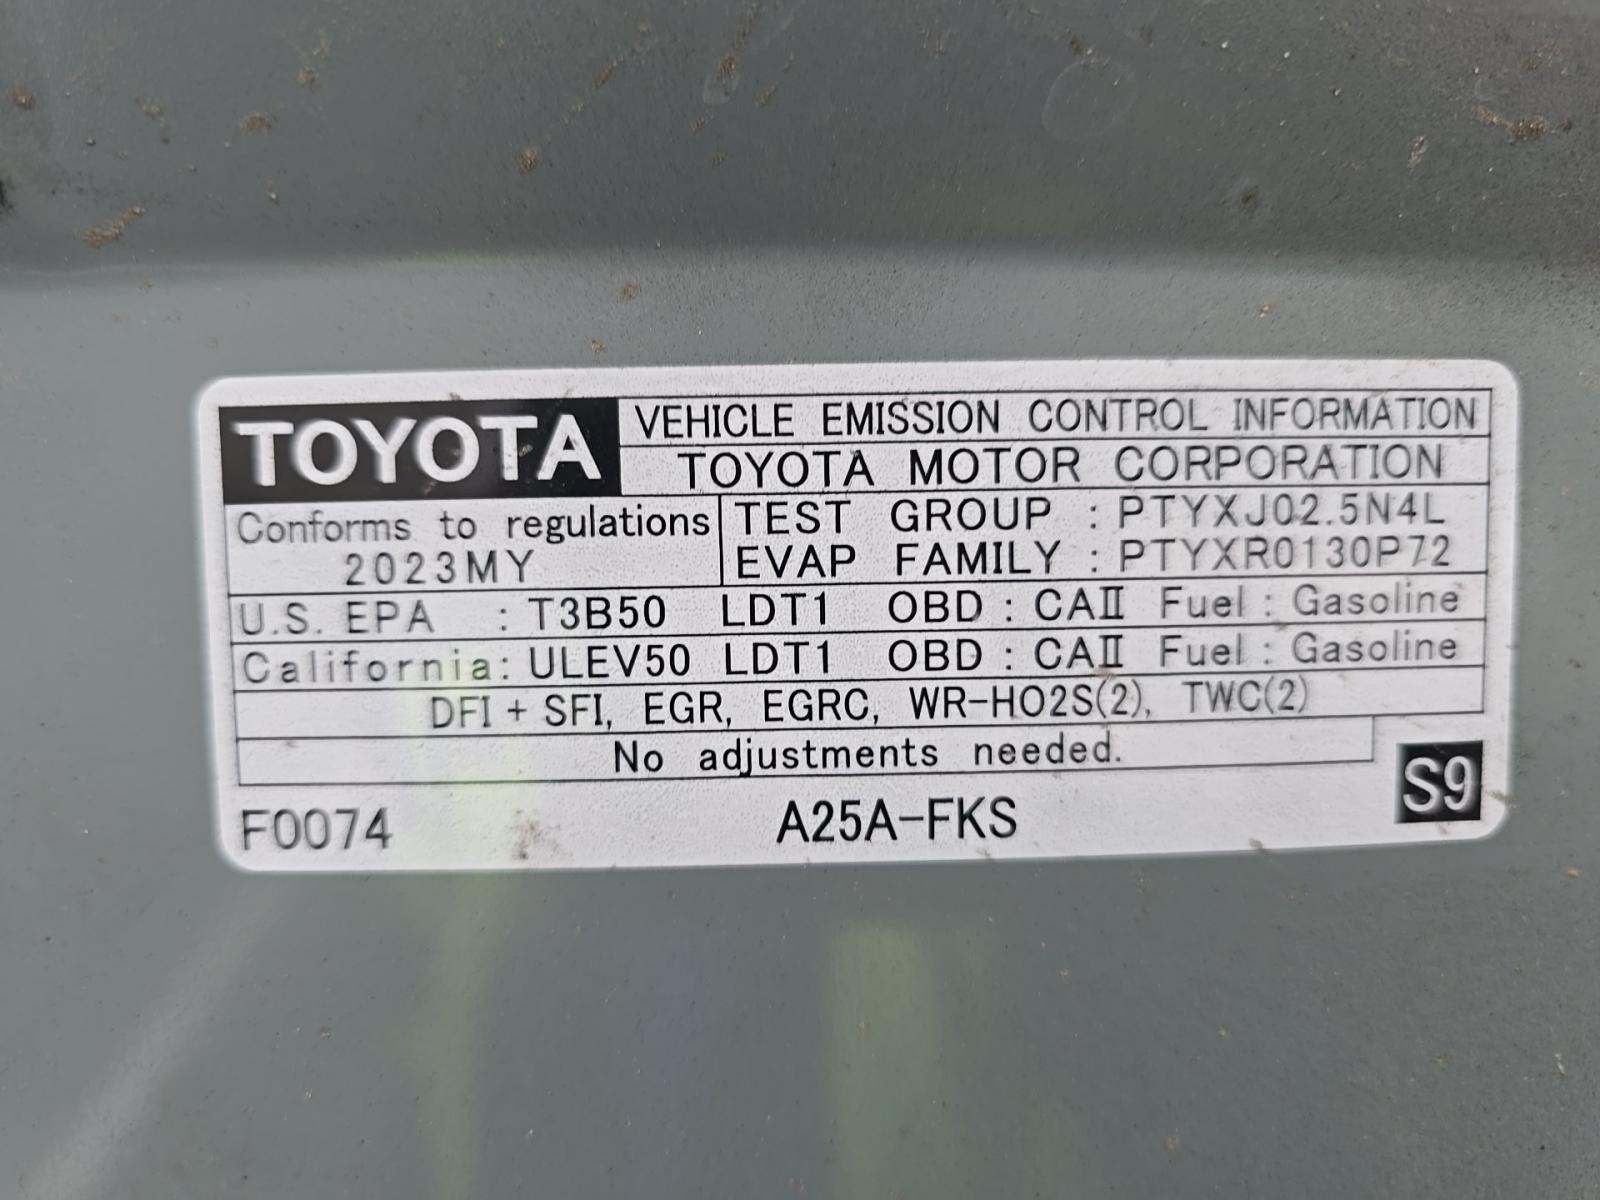 TOYOTA VEHICLE EMISSION CONTROL INFORMATION
TOYOTA MOTOR CORPORATION
Conforms to regulations
2023MY
TEST GROUP : PTYXJ02.5N4L
EVAP FAMILY : PTYXR0130P72
U.S. EPA : T3B50 LDT1 OBD : CAⅡ Fuel : Gasoline
California : ULEV50 LDT1 OBD : CAⅡ Fuel : Gasoline
DFI + SFI, EGR, EGRC, WR-HO2S(2), TWC(2)
No adjustments needed.
S9
F0074 A25A-FKS